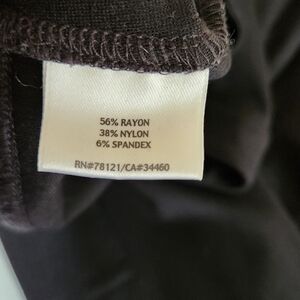 56% RAYON
38% NYLON
6% SPANDEX
RN#78121/CA#34460